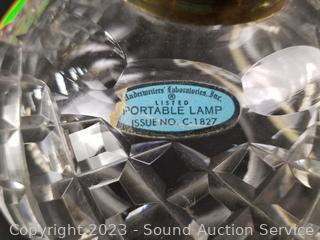 Underwriters' Laboratories, Inc.
®
LISTED
PORTABLE LAMP
ISSUE NO. C-1827
Copyright 2023 - Sound Auction Service